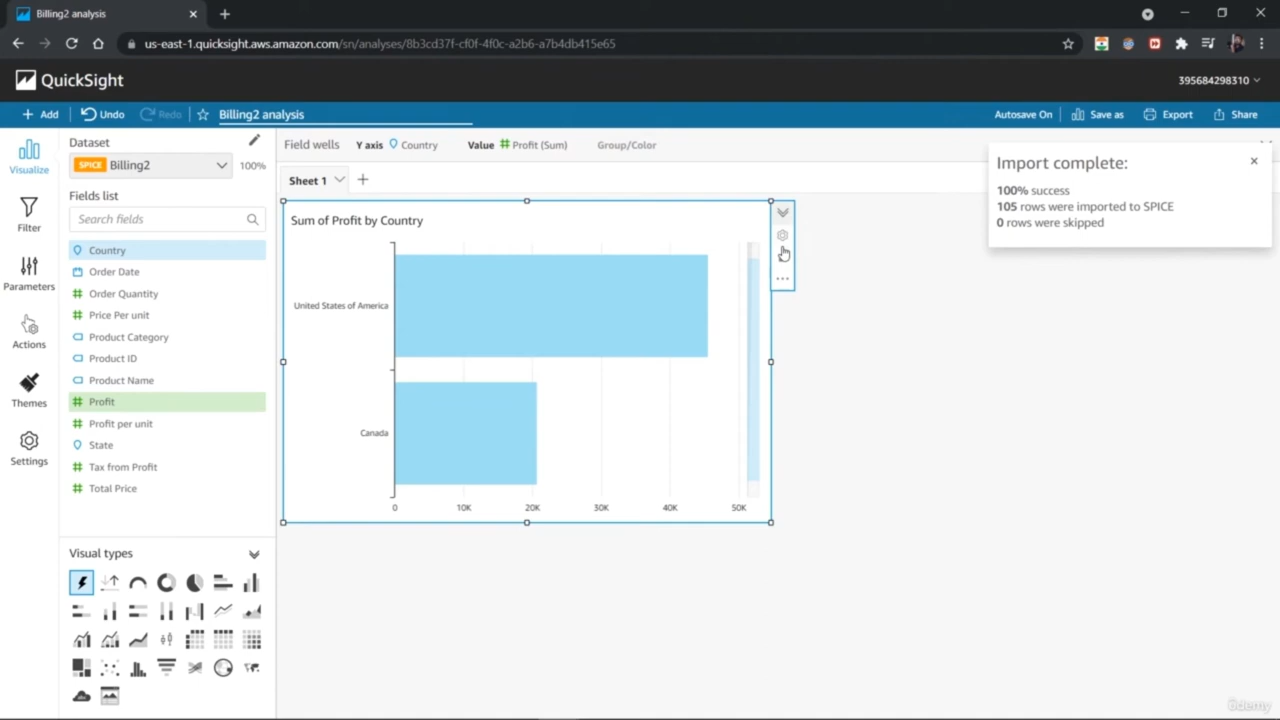 Billing2 analysis
us-east-1.quicksight.aws.amazon.com/sn/analyses/8b3cd37f-cf0f-4f0c-a2b6-a7b4db415e65
QuickSight
395684298310
Add
Undo
Redo
Billing2 analysis
Autosave On
Save as
Export
Share
Visualize
Filter
Parameters
Actions
Themes
Settings
Dataset
SPICE Billing2
100%
Fields list
Search fields
Country
Order Date
Order Quantity
Price Per unit
Product Category
Product ID
Product Name
Profit
Profit per unit
State
Tax from Profit
Total Price
Visual types
Field wells
Y axis Country
Value Profit (Sum)
Group/Color
Sheet 1
Sum of Profit by Country
United States of America
Canada
0 10K 20K 30K 40K 50K
Import complete:
100% success
105 rows were imported to SPICE
0 rows were skipped
ûdemy